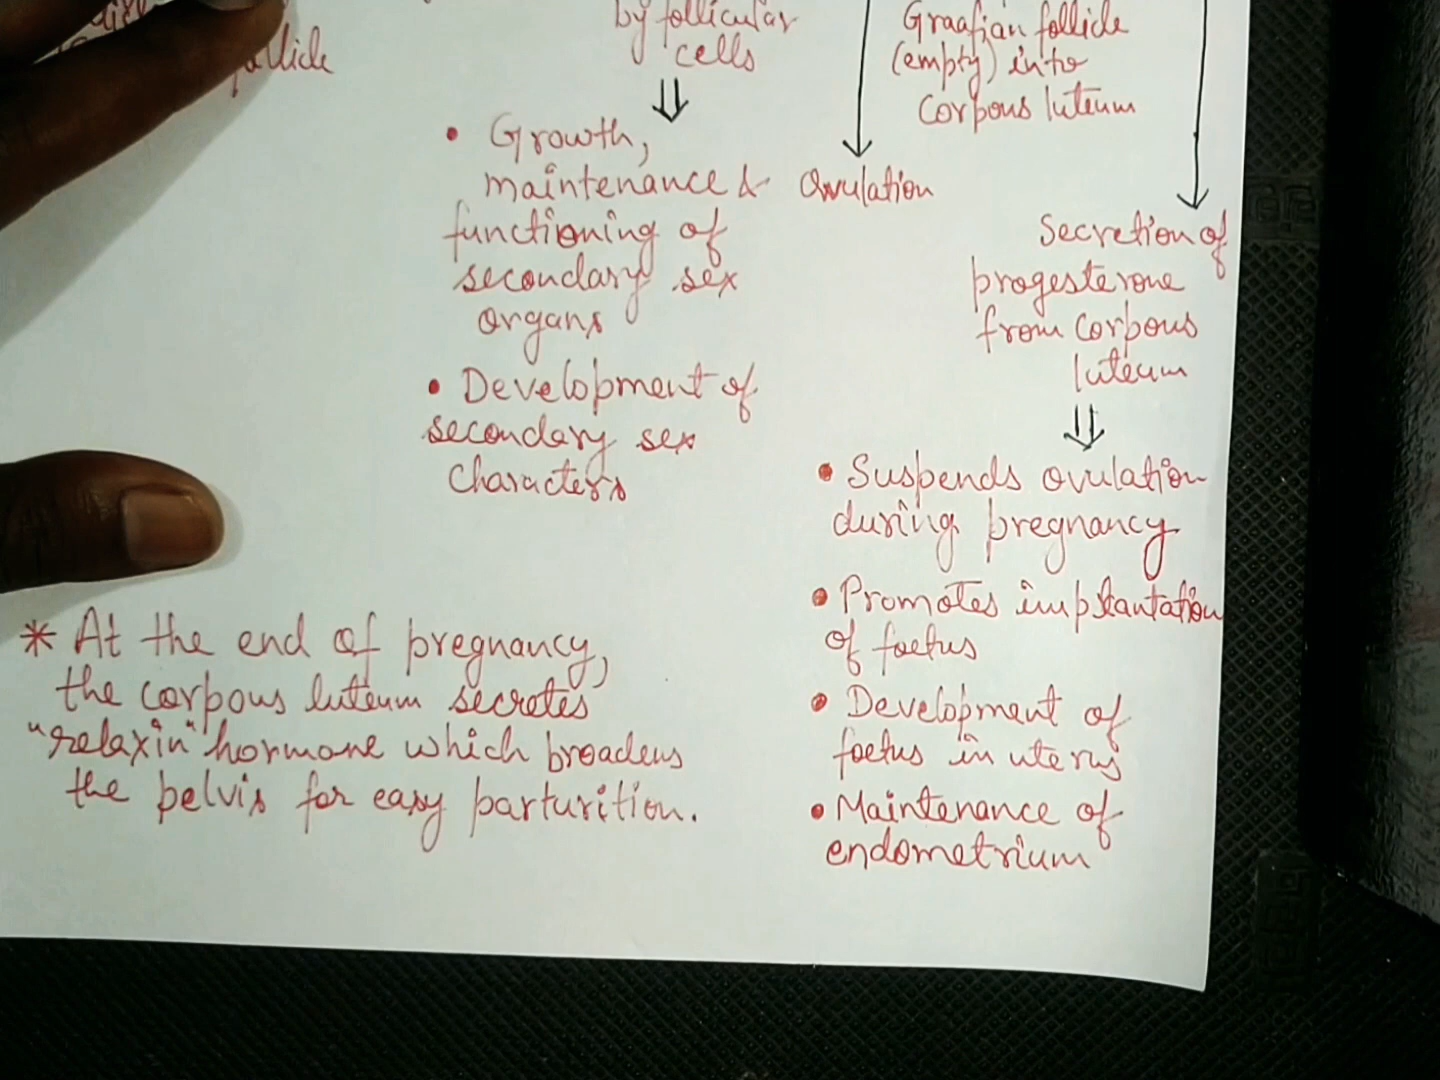 follicle
by follicular
cells
Growth,
maintenance &
functioning of
secondary sex
organs
Development of
secondary sex
characters
Ovulation
Graafian follicle
(empty) into
Corpous luteum
Secretion of
progesterone
from corpous
luteum
Suspends ovulation
during pregnancy
Promotes implantation
of foetus
Development of
foetus in uterus
Maintenance of
endometrium
* At the end of pregnancy,
the corpous luteum secretes
"relaxin" hormone which broadens
the pelvis for easy parturition.